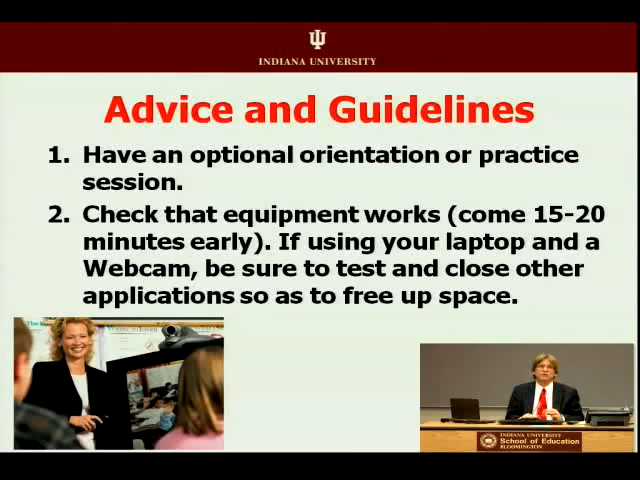 INDIANA UNIVERSITY
Advice and Guidelines
1. Have an optional orientation or practice
session.
2. Check that equipment works (come 15-20
minutes early). If using your laptop and a
Webcam, be sure to test and close other
applications so as to free up space.
INDIANA UNIVERSITY
School of Education
BLOOMINGTON